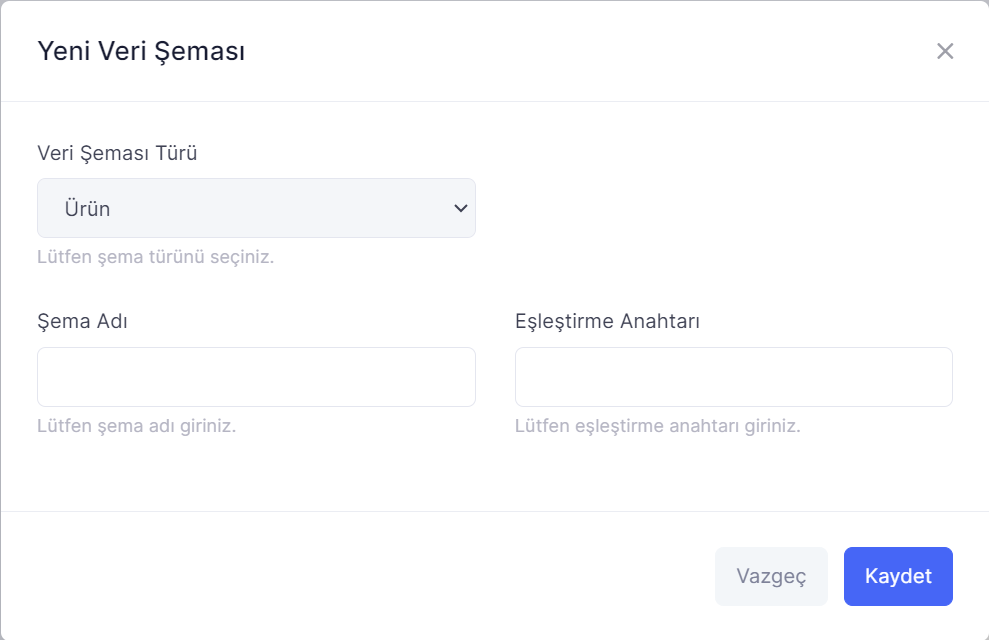 Yeni Veri Şeması
Veri Şeması Türü
Ürün
Lütfen şema türünü seçiniz.
Şema Adı
Eşleştirme Anahtarı
Lütfen şema adı giriniz.
Lütfen eşleştirme anahtarı giriniz.
Vazgeç
Kaydet